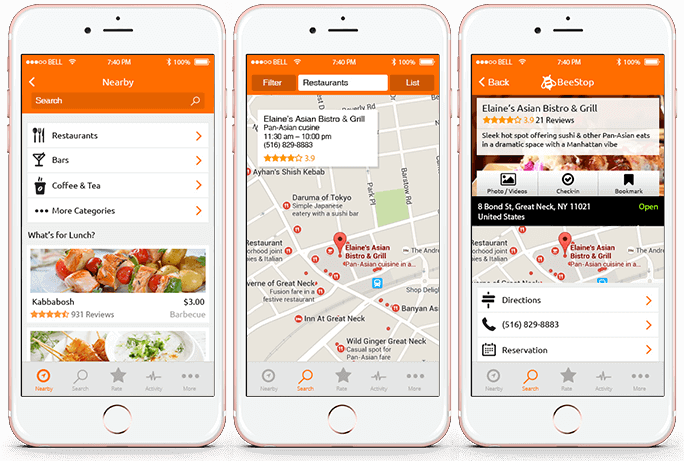 ●●●○○ BELL 7:40 PM 100%
Nearby
Search
Restaurants
Bars
Coffee & Tea
More Categories
What's for Lunch?
Kabbabosh $3.00
931 Reviews Barbecue
Nearby Search Rate Activity More
●●●○○ BELL 7:40 PM 100%
Filter Restaurants List
Elaine's Asian Bistro & Grill
Pan-Asian cuisine
11:30 am – 10:00 pm
(516) 829-8883
3.9
Beverly Rd
Ayhan's Shish Kebab
Barstow Rd
Park Pl
Daruma of Tokyo
Simple Japanese
eatery with a sushi bar
Restaurant
hborhood joint
Italian dishes
Elaine's Asian
Bistro & Grill
Pan-Asian cuisine in a...
The Andre
verne of Great Neck
Fusion fare in a
festive restaurant
Shop Delig
Banyan As
Inn At Great Neck
Wild Ginger Great Neck
Casual spot for
Pan-Asian fare
Nearby Search Rate Activity More
●●●○○ BELL 7:40 PM 100%
Back BeeStop
Elaine's Asian Bistro & Grill
3.9 21 Reviews
Sleek hot spot offering sushi & other Pan-Asian eats
in a dramatic space with a Manhattan vibe
Photo / Videos Check-in Bookmark
8 Bond St, Great Neck, NY 11021 Open
United States
Restaurant
hborhood joint
Italian dishes
Elaine's Asian
Bistro & Grill
Pan-Asian cuisine in a...
The An
verne of Great Neck
Directions
(516) 829-8883
Reservation
Nearby Search Rate Activity More